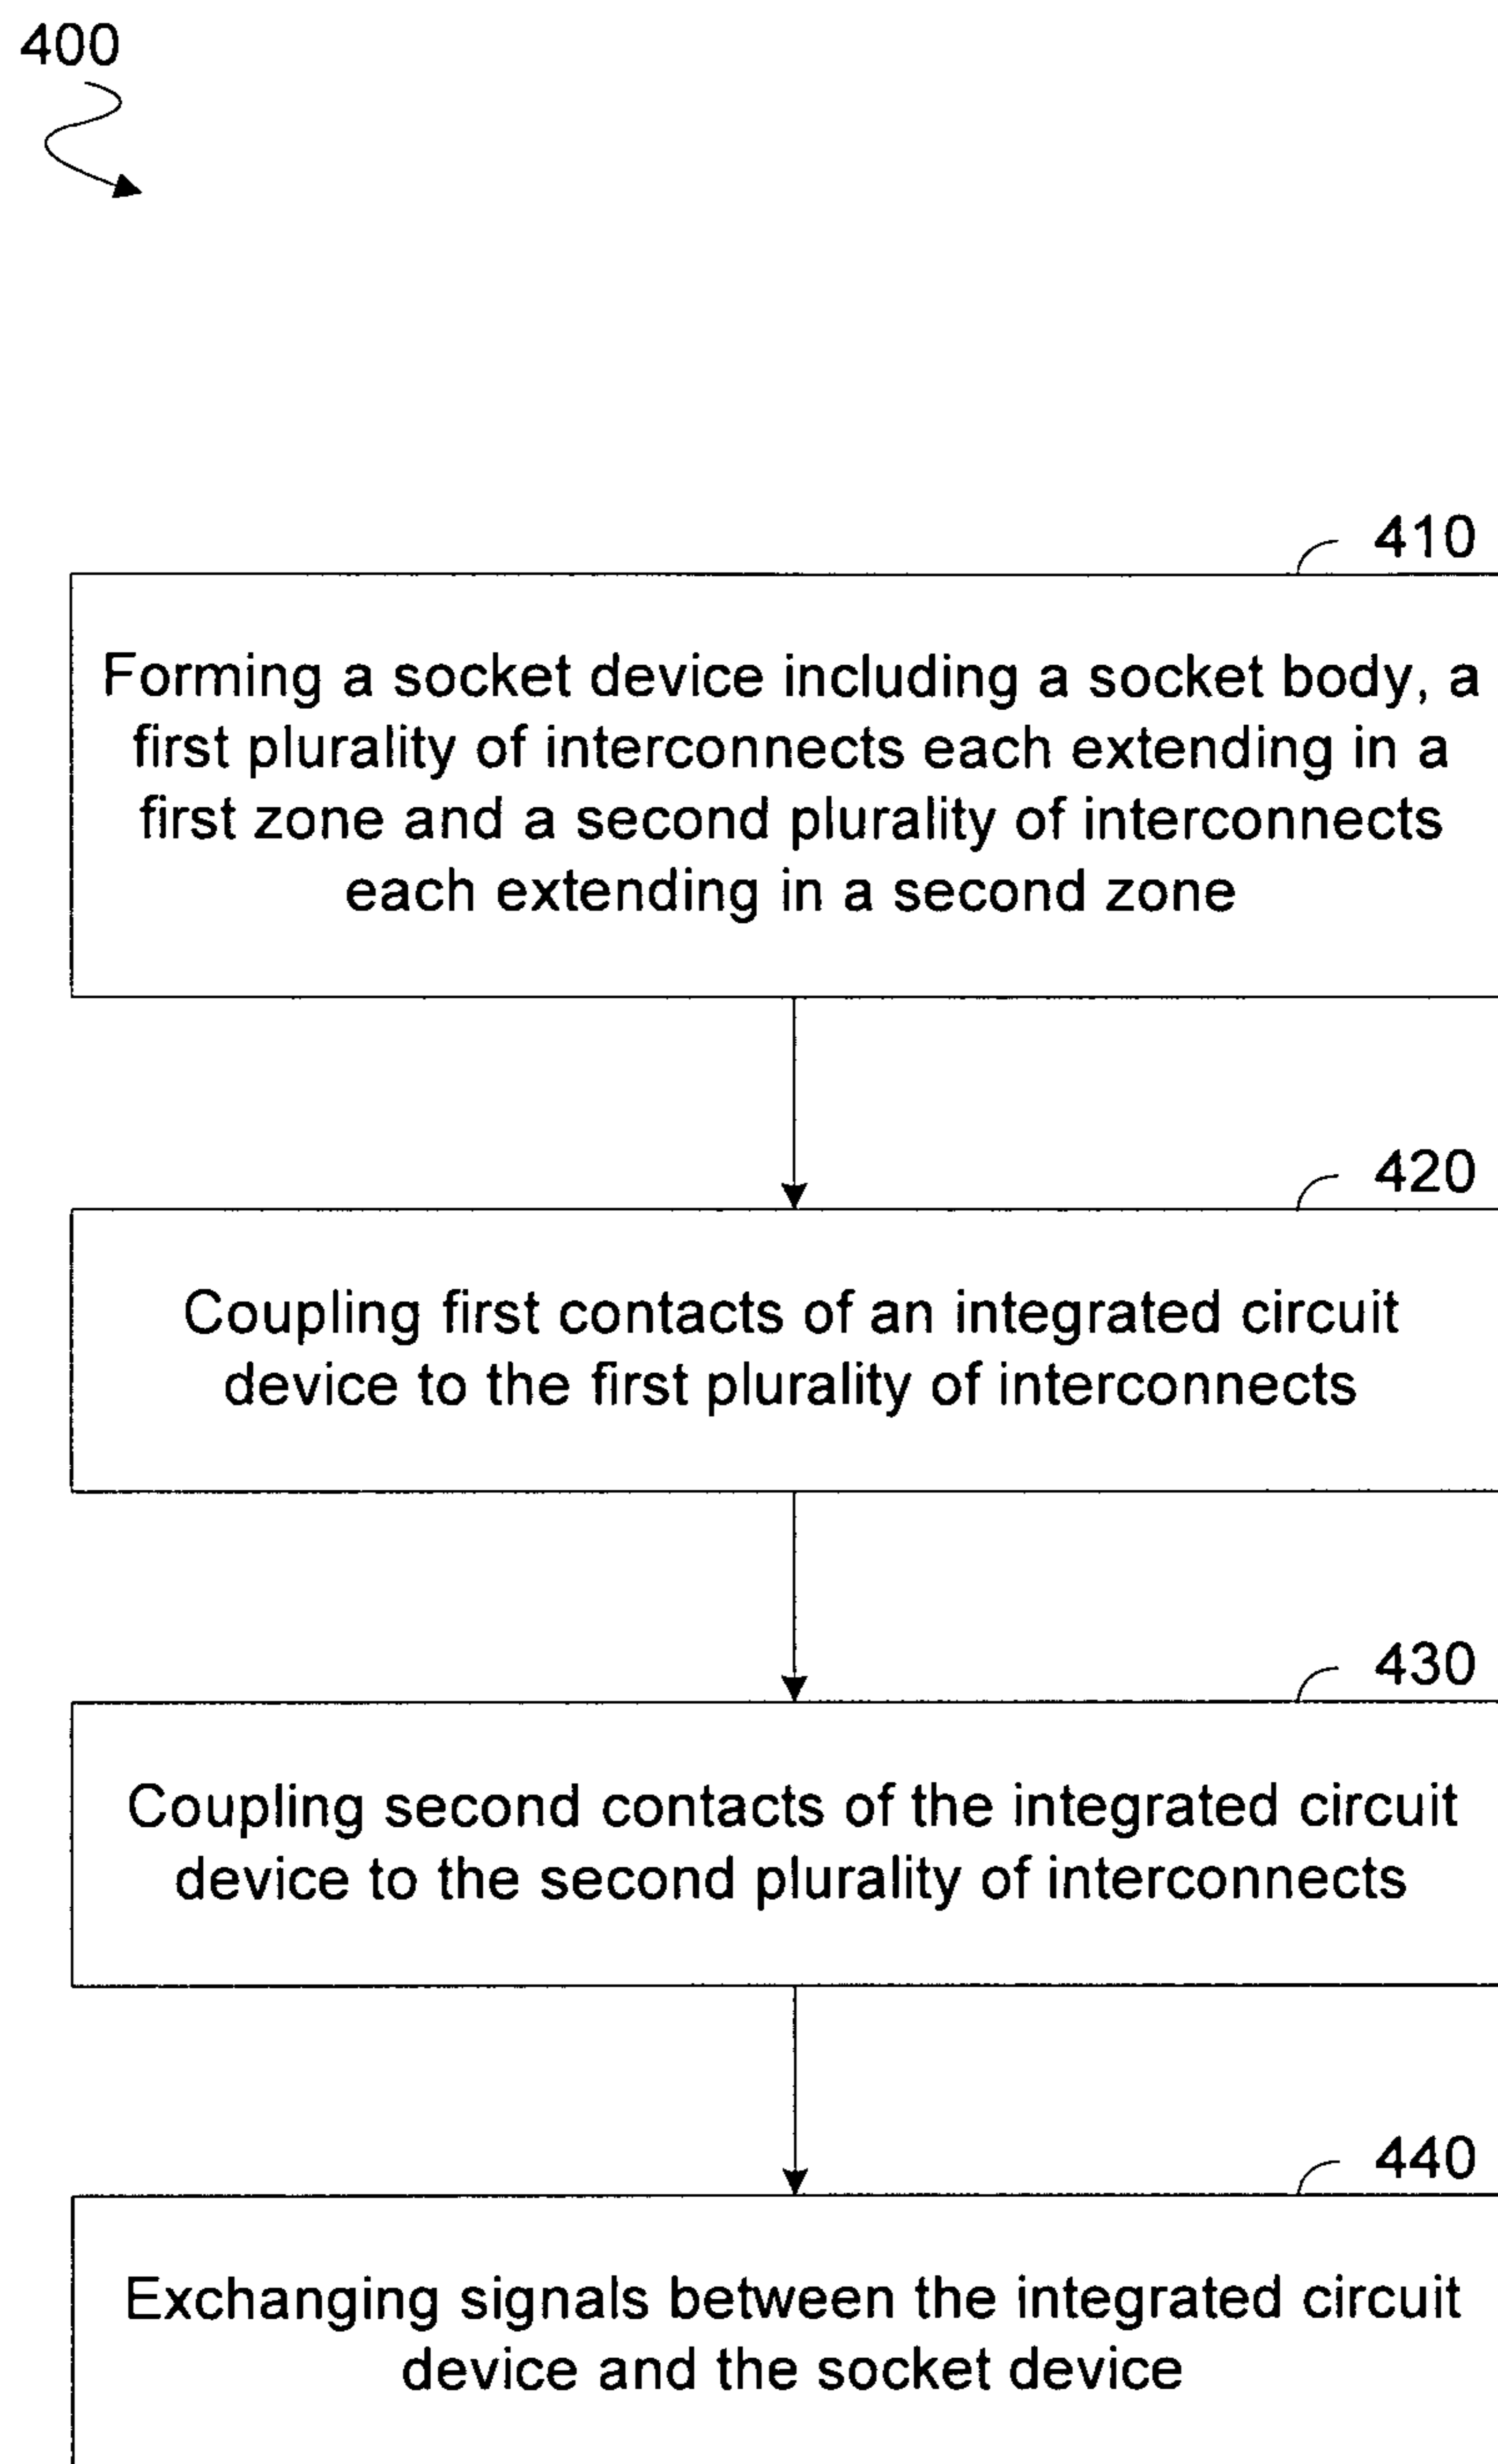 400
410
Forming a socket device including a socket body, a
first plurality of interconnects each extending in a
first zone and a second plurality of interconnects
each extending in a second zone
420
Coupling first contacts of an integrated circuit
device to the first plurality of interconnects
430
Coupling second contacts of the integrated circuit
device to the second plurality of interconnects
440
Exchanging signals between the integrated circuit
device and the socket device